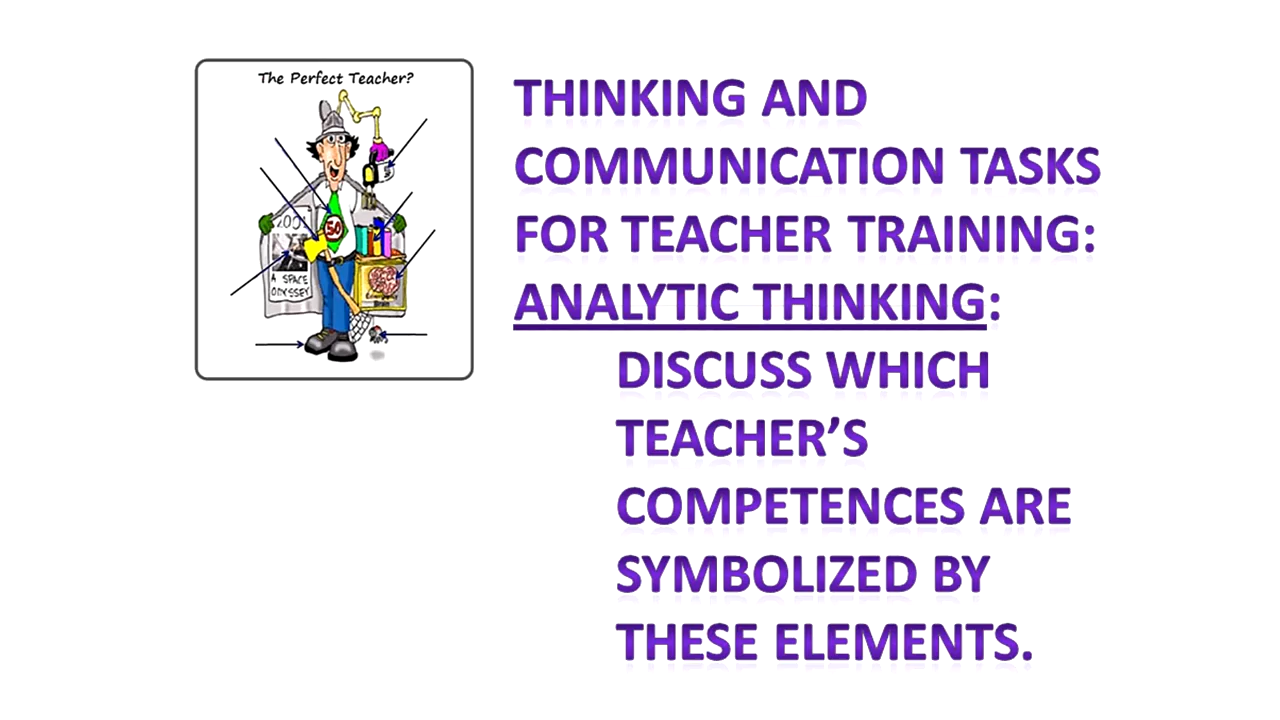 The Perfect Teacher?
THINKING AND
COMMUNICATION TASKS
FOR TEACHER TRAINING:
ANALYTIC THINKING:
DISCUSS WHICH
TEACHER’S
COMPETENCES ARE
SYMBOLIZED BY
THESE ELEMENTS.
50
A SPACE
ODYSSEY